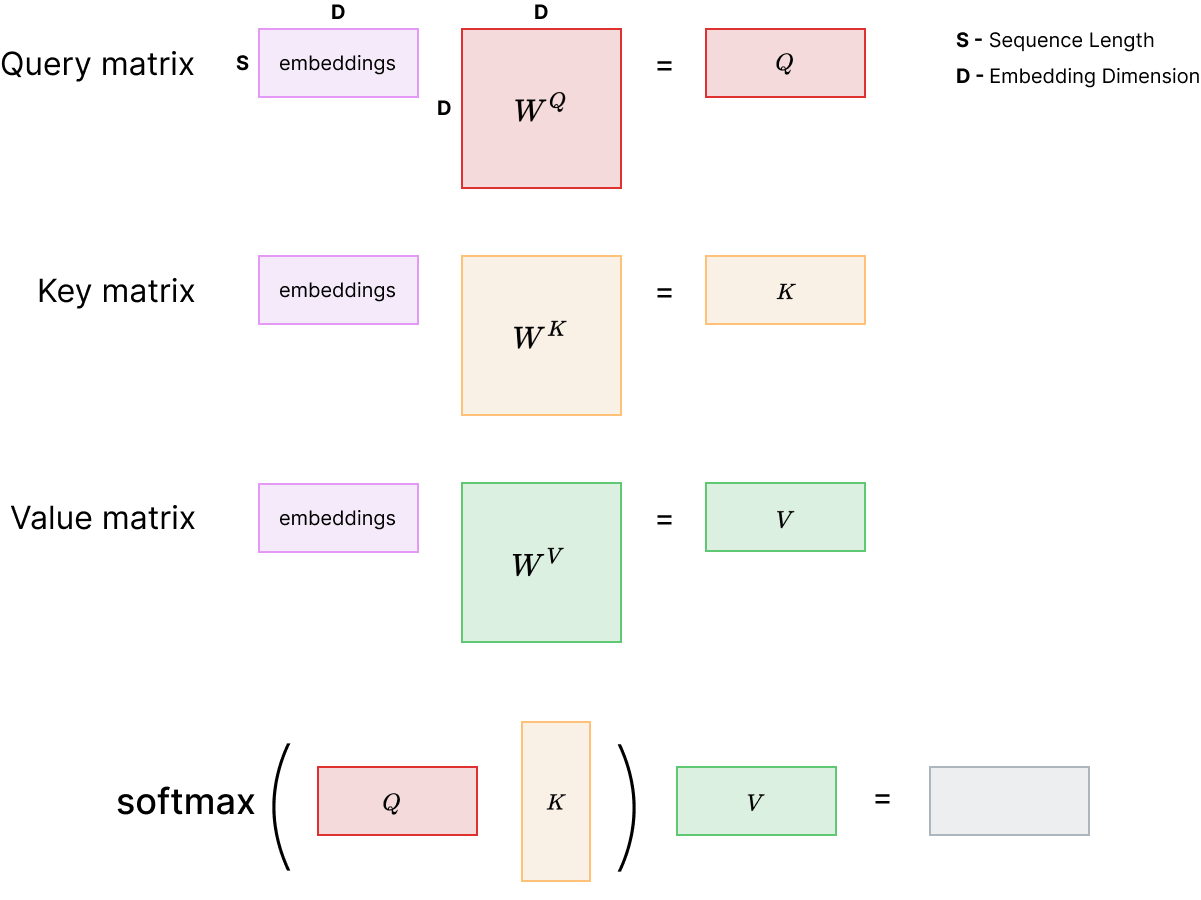 D
D
S - Sequence Length
Query matrix
S
embeddings
=
Q
D - Embedding Dimension
D
W^Q
Key matrix
embeddings
=
K
W^K
Value matrix
embeddings
=
V
W^V
softmax ( Q K ) V =